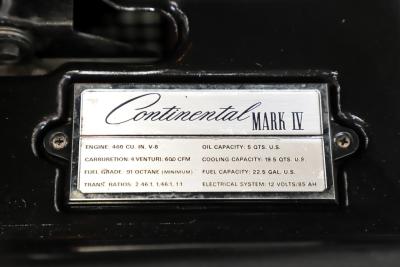 Continental MARK IV
ENGINE: 460 CU. IN. V-8
CARBURETION: 4 VENTURI: 600 CFM
FUEL GRADE: 91 OCTANE (MINIMUM)
TRANS. RATIOS: 2.46:1, 1.46:1, 1:1
OIL CAPACITY: 5 QTS. U.S.
COOLING CAPACITY: 19.5 QTS. U.S.
FUEL CAPACITY: 22.5 GAL. U.S.
ELECTRICAL SYSTEM: 12 VOLTS/85 AH